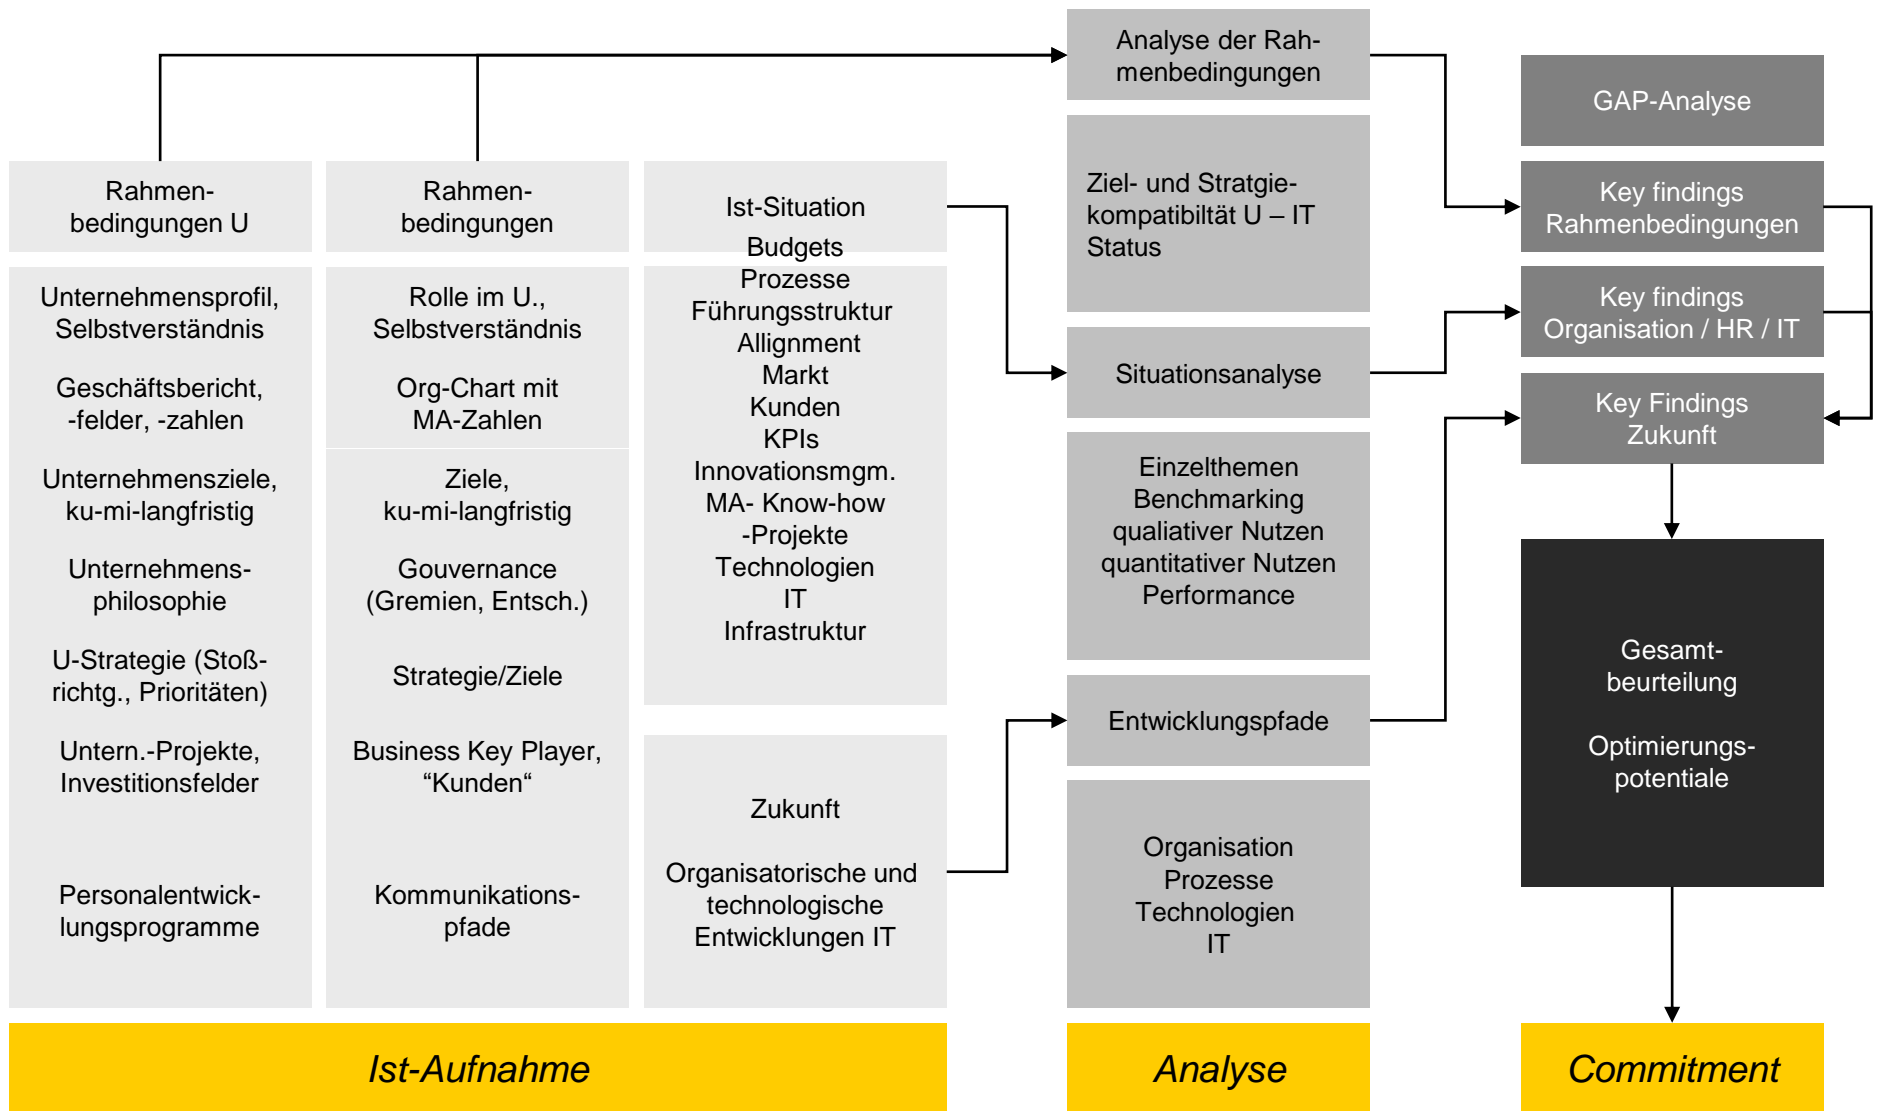 Rahmen-
bedingungen U
Unternehmensprofil,
Selbstverständnis
Geschäftsbericht,
-felder, -zahlen
Unternehmensziele,
ku-mi-langfristig
Unternehmens-
philosophie
U-Strategie (Stoß-
richtg., Prioritäten)
Untern.-Projekte,
Investitionsfelder
Personalentwick-
lungsprogramme
Rahmen-
bedingungen
Rolle im U.,
Selbstverständnis
Org-Chart mit
MA-Zahlen
Ziele,
ku-mi-langfristig
Gouvernance
(Gremien, Entsch.)
Strategie/Ziele
Business Key Player,
“Kunden“
Kommunikations-
pfade
Ist-Situation
Budgets
Prozesse
Führungsstruktur
Allignment
Markt
Kunden
KPIs
Innovationsmgm.
MA- Know-how
-Projekte
Technologien
IT
Infrastruktur
Zukunft
Organisatorische und
technologische
Entwicklungen IT
Ist-Aufnahme
Analyse der Rah-
menbedingungen
Ziel- und Stratgie-
kompatibiltät U – IT
Status
Situationsanalyse
Einzelthemen
Benchmarking
qualiativer Nutzen
quantitativer Nutzen
Performance
Entwicklungspfade
Organisation
Prozesse
Technologien
IT
Analyse
GAP-Analyse
Key findings
Rahmenbedingungen
Key findings
Organisation / HR / IT
Key Findings
Zukunft
Gesamt-
beurteilung
Optimierungs-
potentiale
Commitment